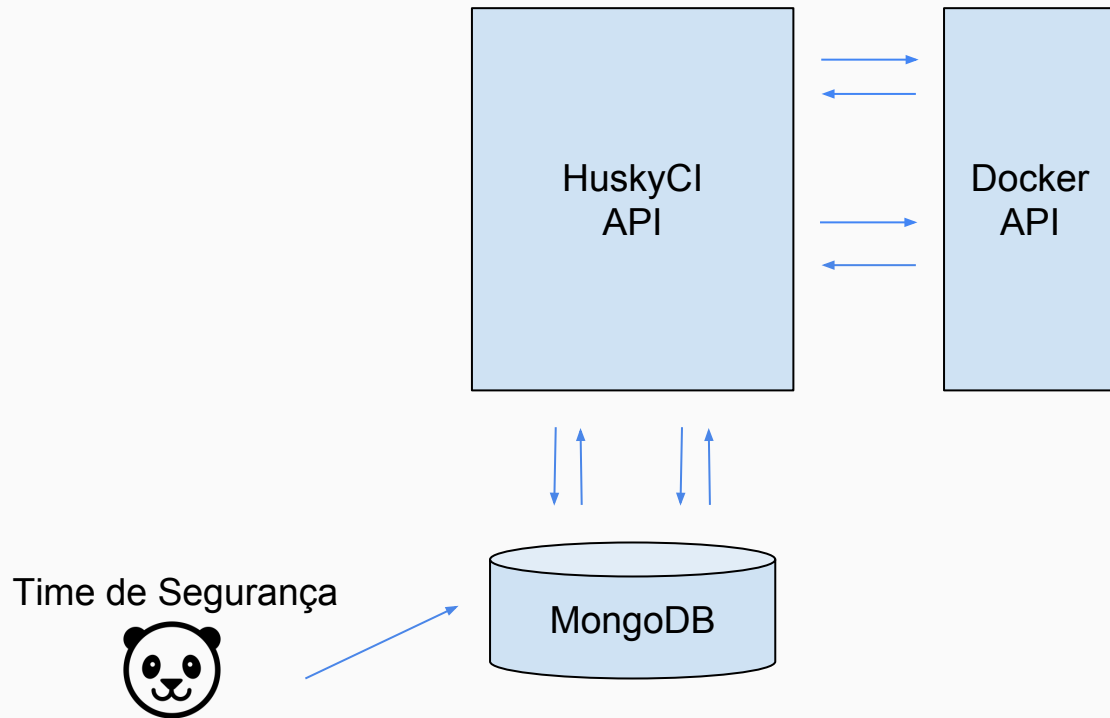 HuskyCI
API
Docker
API
Time de Segurança
MongoDB